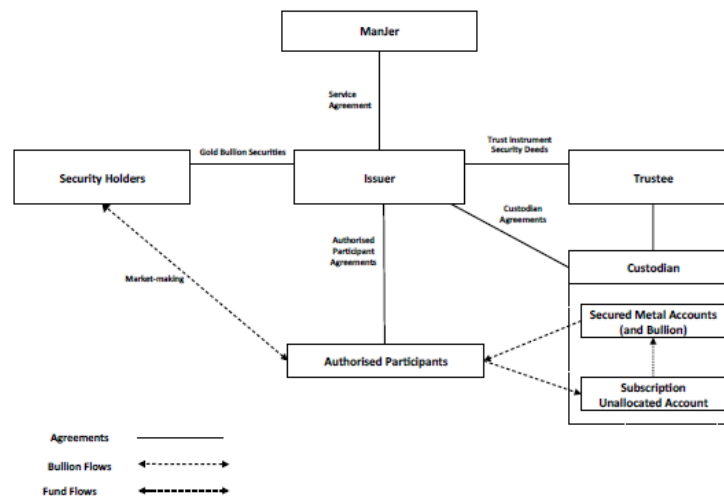 ManJer
Service
Agreement
Gold Bullion Securities
Trust Instrument
Security Deeds
Security Holders
Issuer
Trustee
Custodian
Agreements
Authorised
Participant
Agreements
Custodian
Market-making
Secured Metal Accounts
(and Bullion)
Authorised Participants
Subscription
Unallocated Account
Agreements
Bullion Flows
Fund Flows